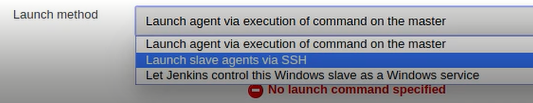 Launch method
Launch agent via execution of command on the master
Launch agent via execution of command on the master
Launch slave agents via SSH
Let Jenkins control this Windows slave as a Windows service
No launch command specified